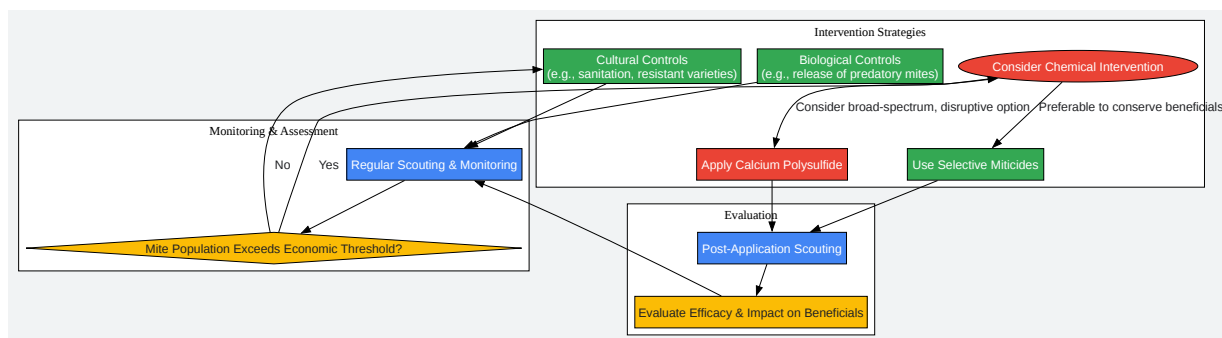 Intervention Strategies
Cultural Controls
(e.g., sanitation, resistant varieties)
Biological Controls
(e.g., release of predatory mites)
Consider Chemical Intervention
Consider broad-spectrum, disruptive option
Preferable to conserve beneficials
Monitoring & Assessment
No
Yes
Regular Scouting & Monitoring
Apply Calcium Polysulfide
Use Selective Miticides
Mite Population Exceeds Economic Threshold?
Evaluation
Post-Application Scouting
Evaluate Efficacy & Impact on Beneficials